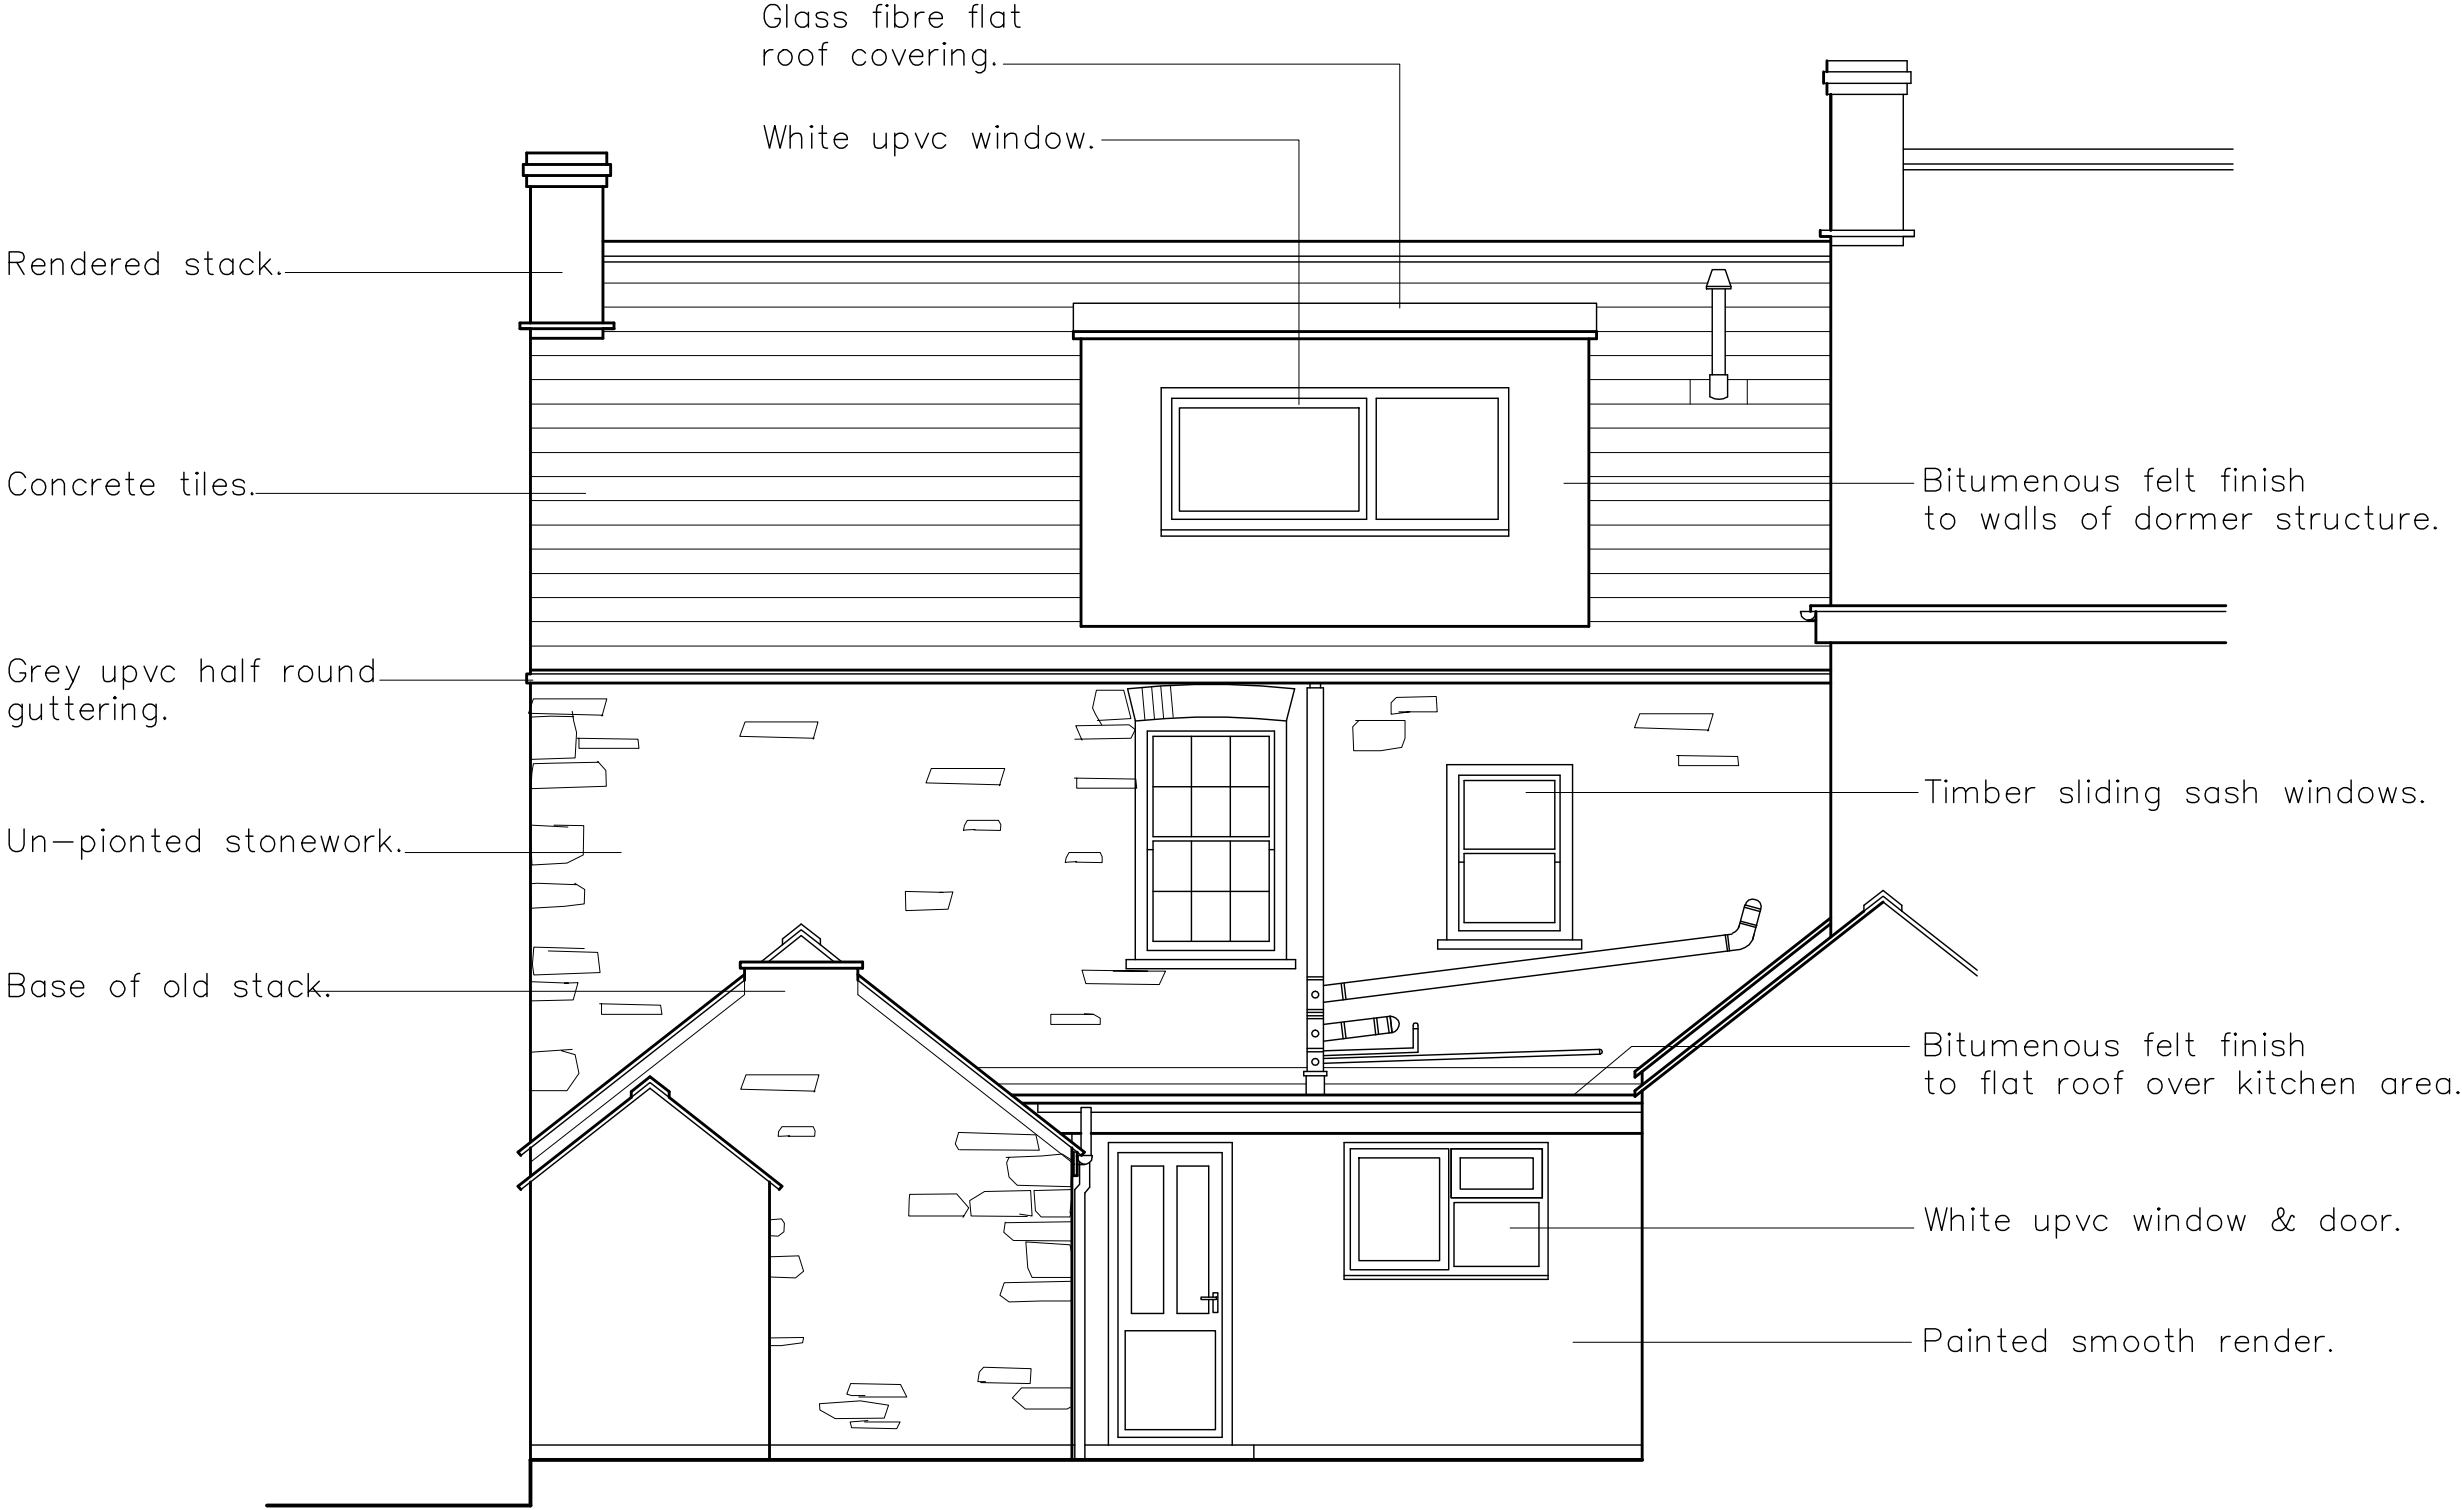 Glass fibre flat
roof covering.
White upvc window.
Rendered stack.
Concrete tiles.
Bitumenous felt finish
to walls of dormer structure.
Grey upvc half round
guttering.
Timber sliding sash windows.
Un-pionted stonework.
Base of old stack.
Bitumenous felt finish
to flat roof over kitchen area.
White upvc window & door.
Painted smooth render.